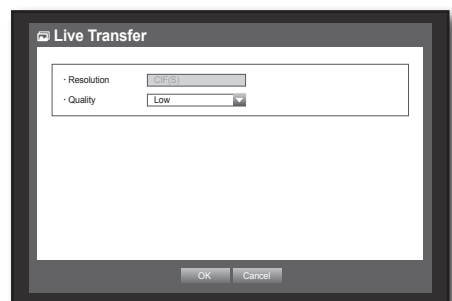 Live Transfer
· Resolution CIF(S)
· Quality Low
OK Cancel